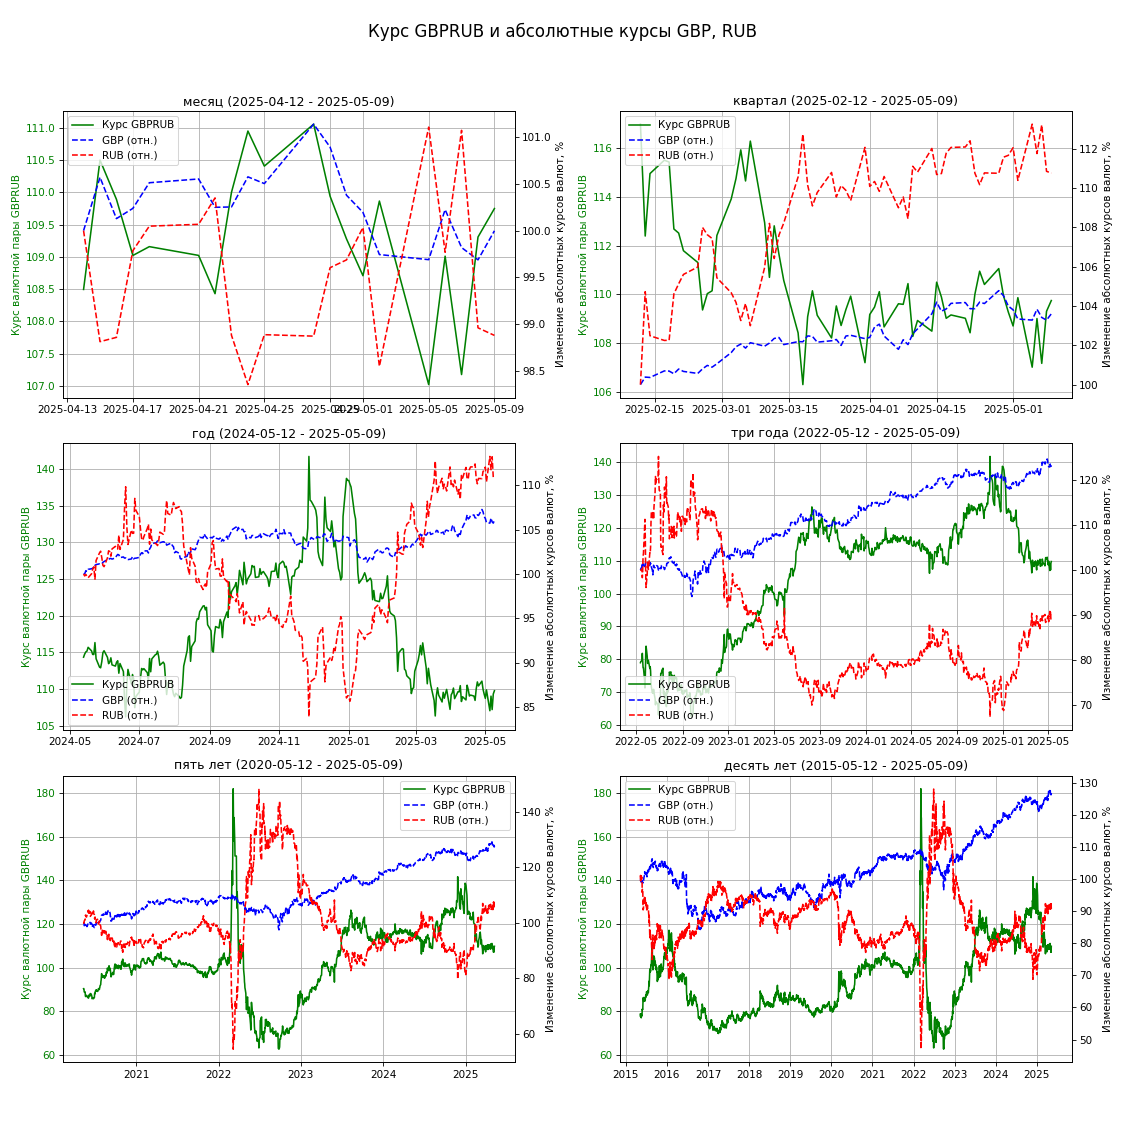 Курс GBPRUB и абсолютные курсы GBP, RUB
месяц (2025-04-12 - 2025-05-09)
Курс валютной пары GBPRUB
111.0
110.5
110.0
109.5
109.0
108.5
108.0
107.5
107.0
Курс GBPRUB
GBP (отн.)
RUB (отн.)
101.0
100.5
100.0
99.5
99.0
98.5
Изменение абсолютных курсов валют, %
2025-04-13 2025-04-17 2025-04-21 2025-04-25 2025-04-29 2025-05-01 2025-05-05 2025-05-09
квартал (2025-02-12 - 2025-05-09)
Курс валютной пары GBPRUB
116
114
112
110
108
106
Курс GBPRUB
GBP (отн.)
RUB (отн.)
112
110
108
106
104
102
100
Изменение абсолютных курсов валют, %
2025-02-15 2025-03-01 2025-03-15 2025-04-01 2025-04-15 2025-05-01
год (2024-05-12 - 2025-05-09)
Курс валютной пары GBPRUB
140
135
130
125
120
115
110
105
Курс GBPRUB
GBP (отн.)
RUB (отн.)
110
105
100
95
90
85
Изменение абсолютных курсов валют, %
2024-05 2024-07 2024-09 2024-11 2025-01 2025-03 2025-05
три года (2022-05-12 - 2025-05-09)
Курс валютной пары GBPRUB
140
130
120
110
100
90
80
70
60
Курс GBPRUB
GBP (отн.)
RUB (отн.)
120
110
100
90
80
70
Изменение абсолютных курсов валют, %
2022-05 2022-09 2023-01 2023-05 2023-09 2024-01 2024-05 2024-09 2025-01 2025-05
пять лет (2020-05-12 - 2025-05-09)
Курс валютной пары GBPRUB
180
160
140
120
100
80
60
Курс GBPRUB
GBP (отн.)
RUB (отн.)
140
120
100
80
60
Изменение абсолютных курсов валют, %
2021 2022 2023 2024 2025
десять лет (2015-05-12 - 2025-05-09)
Курс валютной пары GBPRUB
180
160
140
120
100
80
60
Курс GBPRUB
GBP (отн.)
RUB (отн.)
130
120
110
100
90
80
70
60
50
Изменение абсолютных курсов валют, %
2015 2016 2017 2018 2019 2020 2021 2022 2023 2024 2025